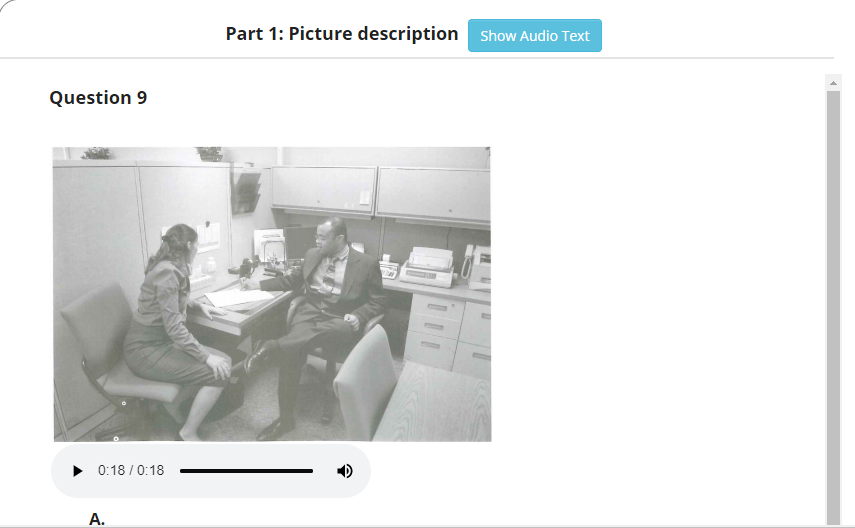 Part 1: Picture description
Show Audio Text
Question 9
0:18 / 0:18
A.